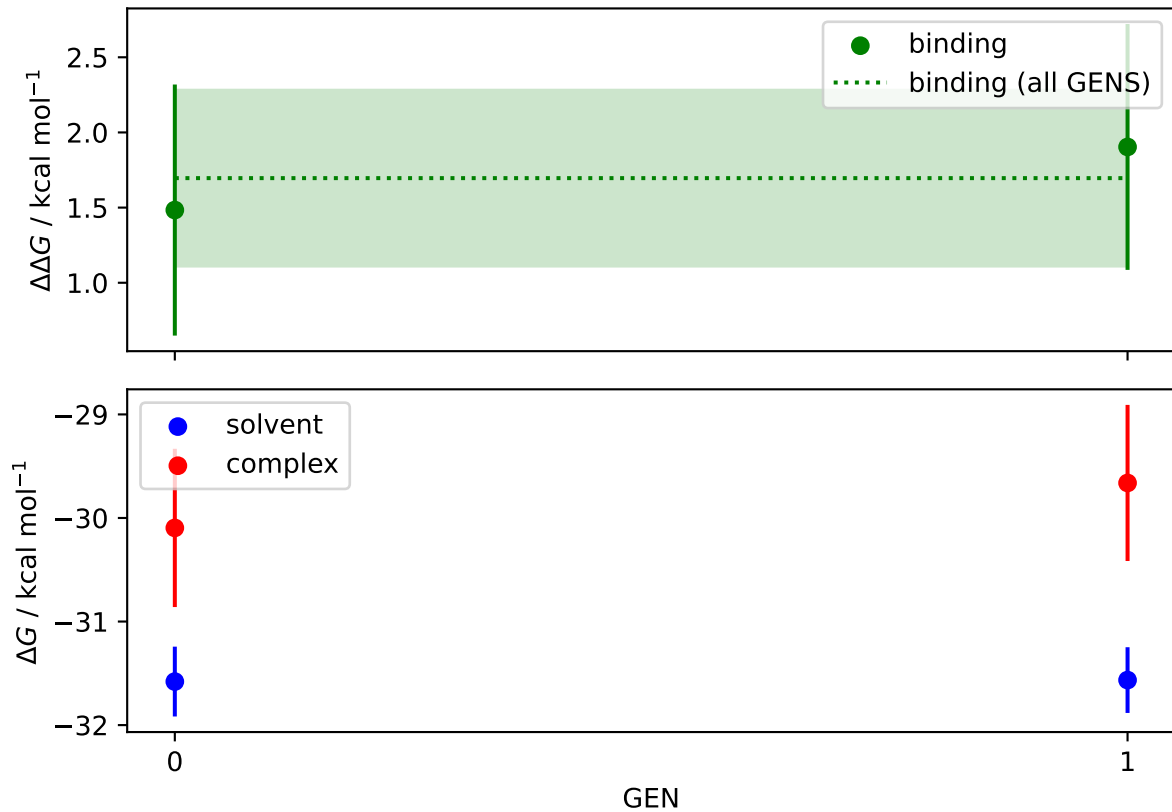 2.5
2.0
1.5
1.0
ΔΔG / kcal mol⁻¹
binding
binding (all GENS)
−29
−30
−31
−32
ΔG / kcal mol⁻¹
solvent
complex
0
1
GEN